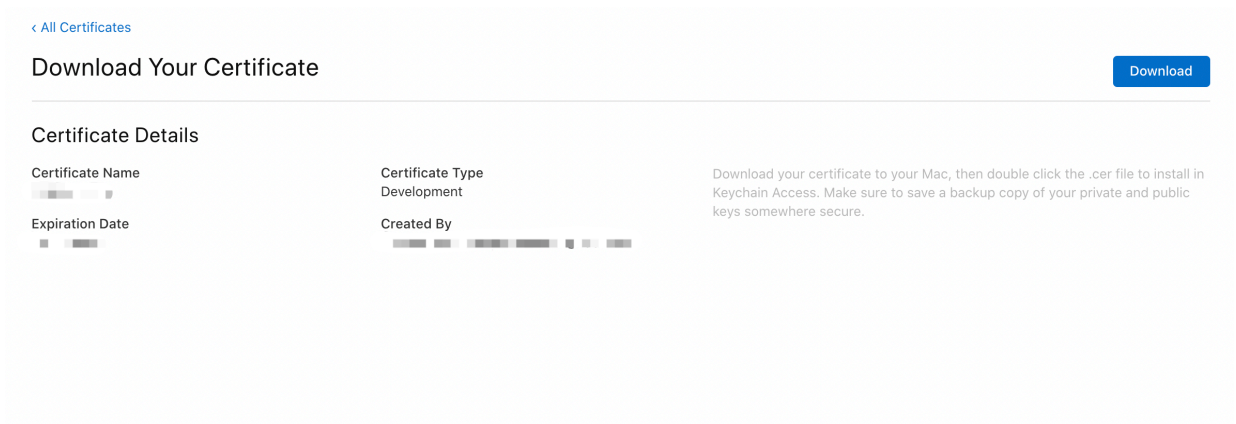 ‹ All Certificates
Download Your Certificate
Download
Certificate Details
Certificate Name
Certificate Type
Development
Download your certificate to your Mac, then double click the .cer file to install in
Keychain Access. Make sure to save a backup copy of your private and public
keys somewhere secure.
Expiration Date
Created By